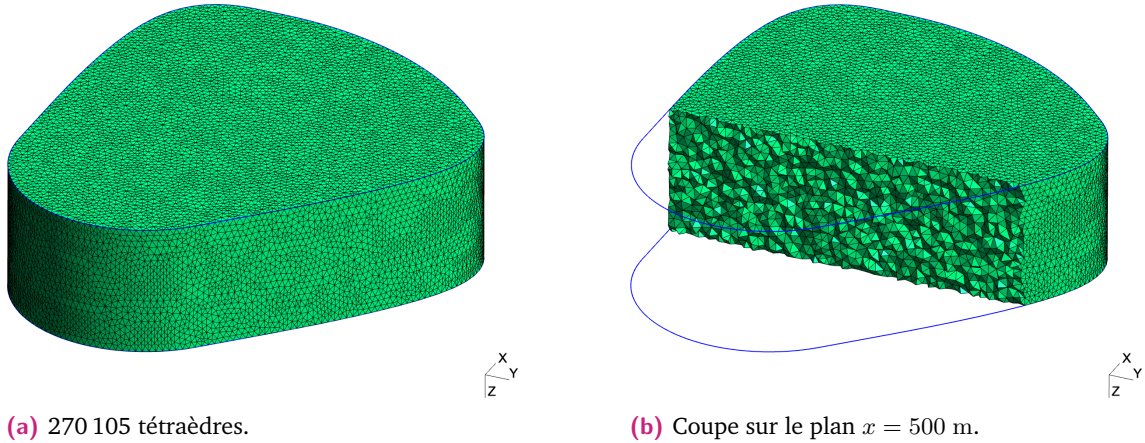 X
Y
Z
X
Y
Z
(a) 270 105 tétraèdres.
(b) Coupe sur le plan x = 500 m.